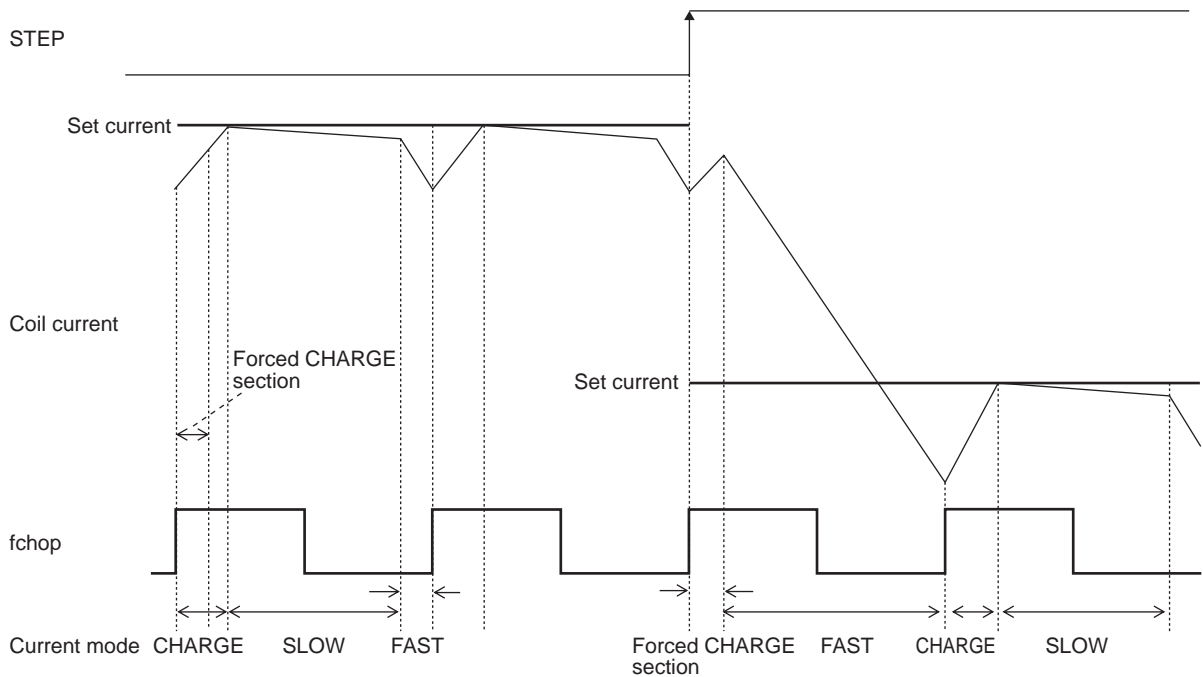 STEP
Set current
Coil current
Forced CHARGE
section
Set current
fchop
Current mode CHARGE SLOW FAST Forced CHARGE FAST CHARGE SLOW
section